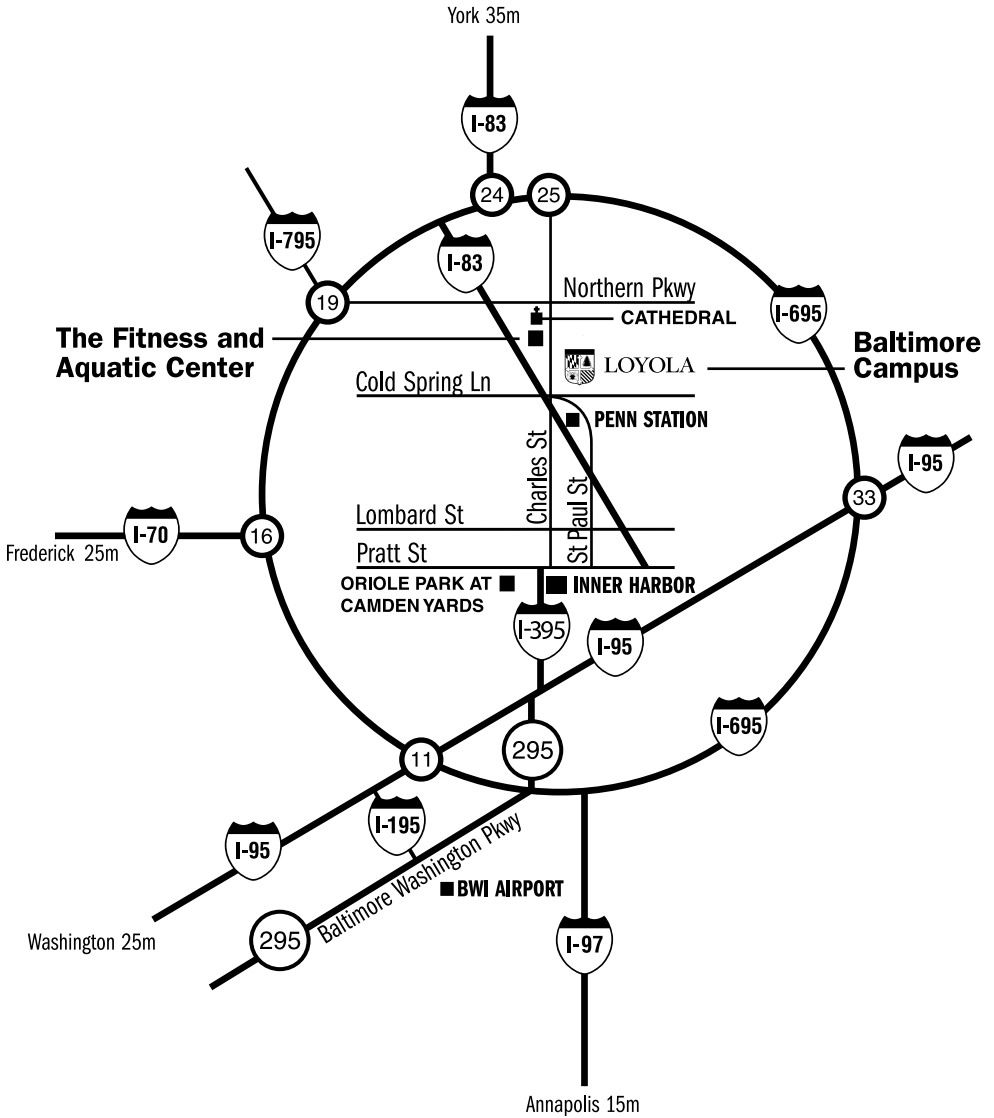 York 35m
I-83
24
25
I-795
I-83
19
Northern Pkwy
I-695
CATHEDRAL
The Fitness and
Aquatic Center
LOYOLA
Baltimore
Campus
Cold Spring Ln
PENN STATION
Charles St
St Paul St
I-95
33
Lombard St
I-70
16
Frederick 25m
Pratt St
ORIOLE PARK AT
CAMDEN YARDS
INNER HARBOR
I-395
I-95
I-695
295
11
I-195
I-95
Baltimore Washington Pkwy
BWI AIRPORT
Washington 25m
295
I-97
Annapolis 15m